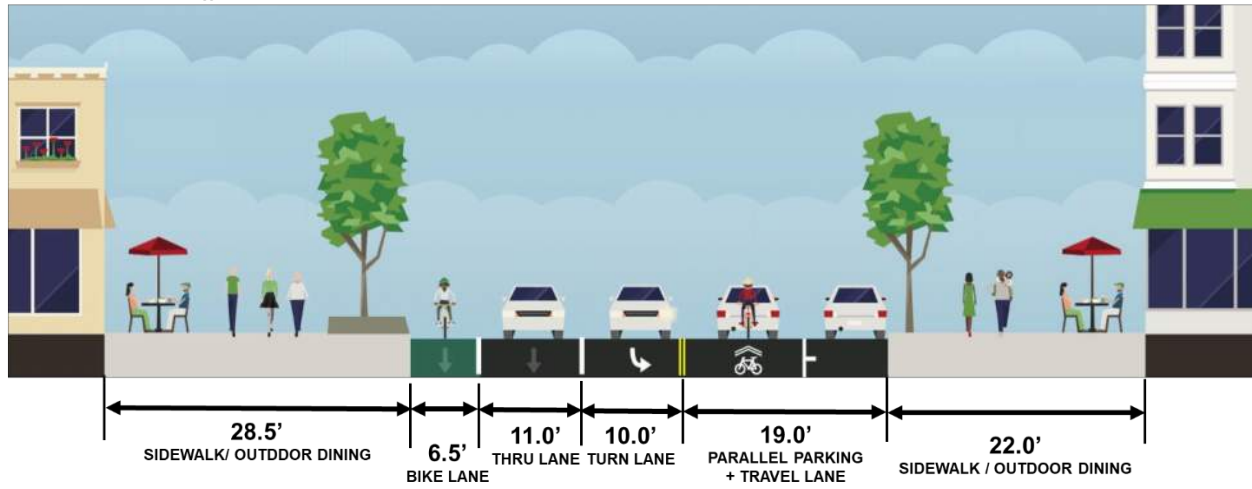 28.5’
SIDEWALK/ OUTDDOR DINING
6.5’
BIKE LANE
11.0’
THRU LANE
10.0’
TURN LANE
19.0’
PARALLEL PARKING
+ TRAVEL LANE
22.0’
SIDEWALK / OUTDOOR DINING